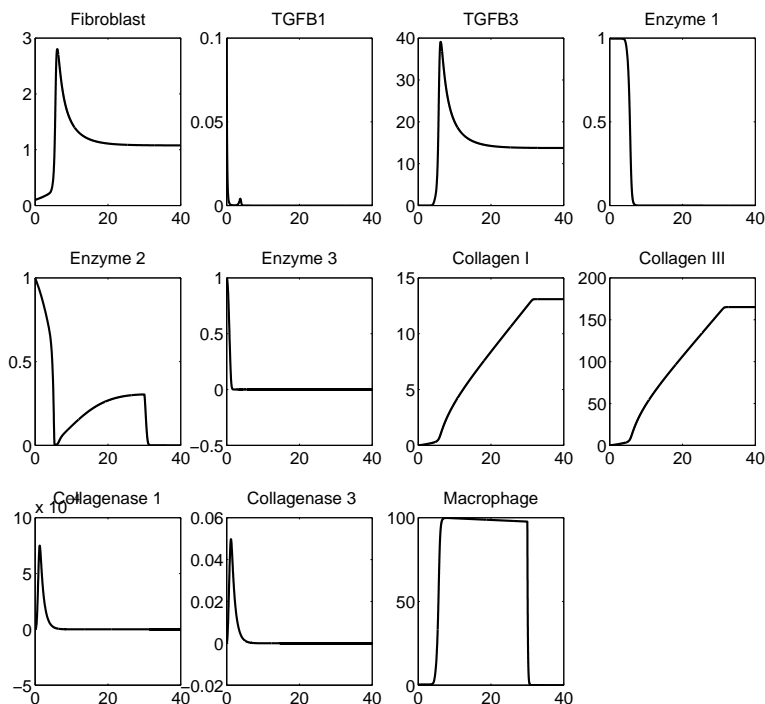 Fibroblast
3
2
1
0
0 20 40
TGFB1
0.1
0.05
0
0 20 40
TGFB3
40
30
20
10
0
0 20 40
Enzyme 1
1
0.5
0
0 20 40
Enzyme 2
1
0.5
0
0 20 40
Enzyme 3
1
0.5
0
−0.5
0 20 40
Collagen I
15
10
5
0
0 20 40
Collagen III
200
150
100
50
0
0 20 40
Collagenase 1
x 10
10
5
0
−5
0 20 40
Collagenase 3
0.06
0.04
0.02
0
−0.02
0 20 40
Macrophage
100
50
0
0 20 40